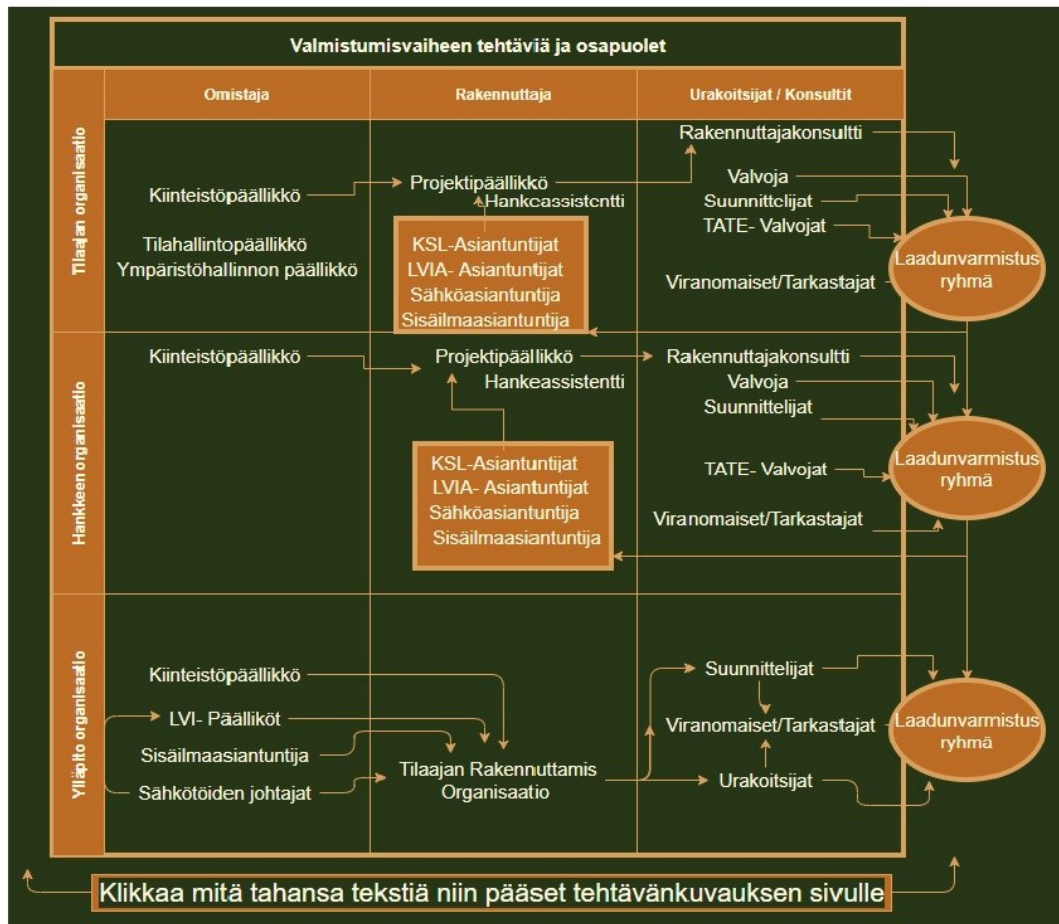 Valmistumisvaiheen tehtäviä ja osapuolet
Omistaja
Rakennuttaja
Urakoitsijat / Konsultit
Tilaajan organisaatio
Kiinteistöpäällikkö
Tilahallintopäällikkö
Ympäristöhallinnon päällikkö
Projektipäällikkö
Hankeassistentti
KSL-Asiantuntijat
LVIA- Asiantuntijat
Sähköasiantuntija
Sisäilmaasiantuntija
Rakennuttajakonsultti
Valvoja
Suunnittelijat
TATE- Valvojat
Viranomaiset/Tarkastajat
Laadunvarmistus
ryhmä
Hankkeen organisaatio
Kiinteistöpäällikkö
Projektipäällikkö
Hankeassistentti
KSL-Asiantuntijat
LVIA- Asiantuntijat
Sähköasiantuntija
Sisäilmaasiantuntija
Rakennuttajakonsultti
Valvoja
Suunnittelijat
TATE- Valvojat
Viranomaiset/Tarkastajat
Laadunvarmistus
ryhmä
Ylläpito organisaatio
Kiinteistöpäällikkö
LVI- Päälliköt
Sisäilmaasiantuntija
Sähkötöiden johtajat
Tilaajan Rakennuttamis
Organisaatio
Suunnittelijat
Viranomaiset/Tarkastajat
Urakoitsijat
Laadunvarmistus
ryhmä
Klikkaa mitä tahansa tekstiä niin pääset tehtävänkuvauksen sivulle